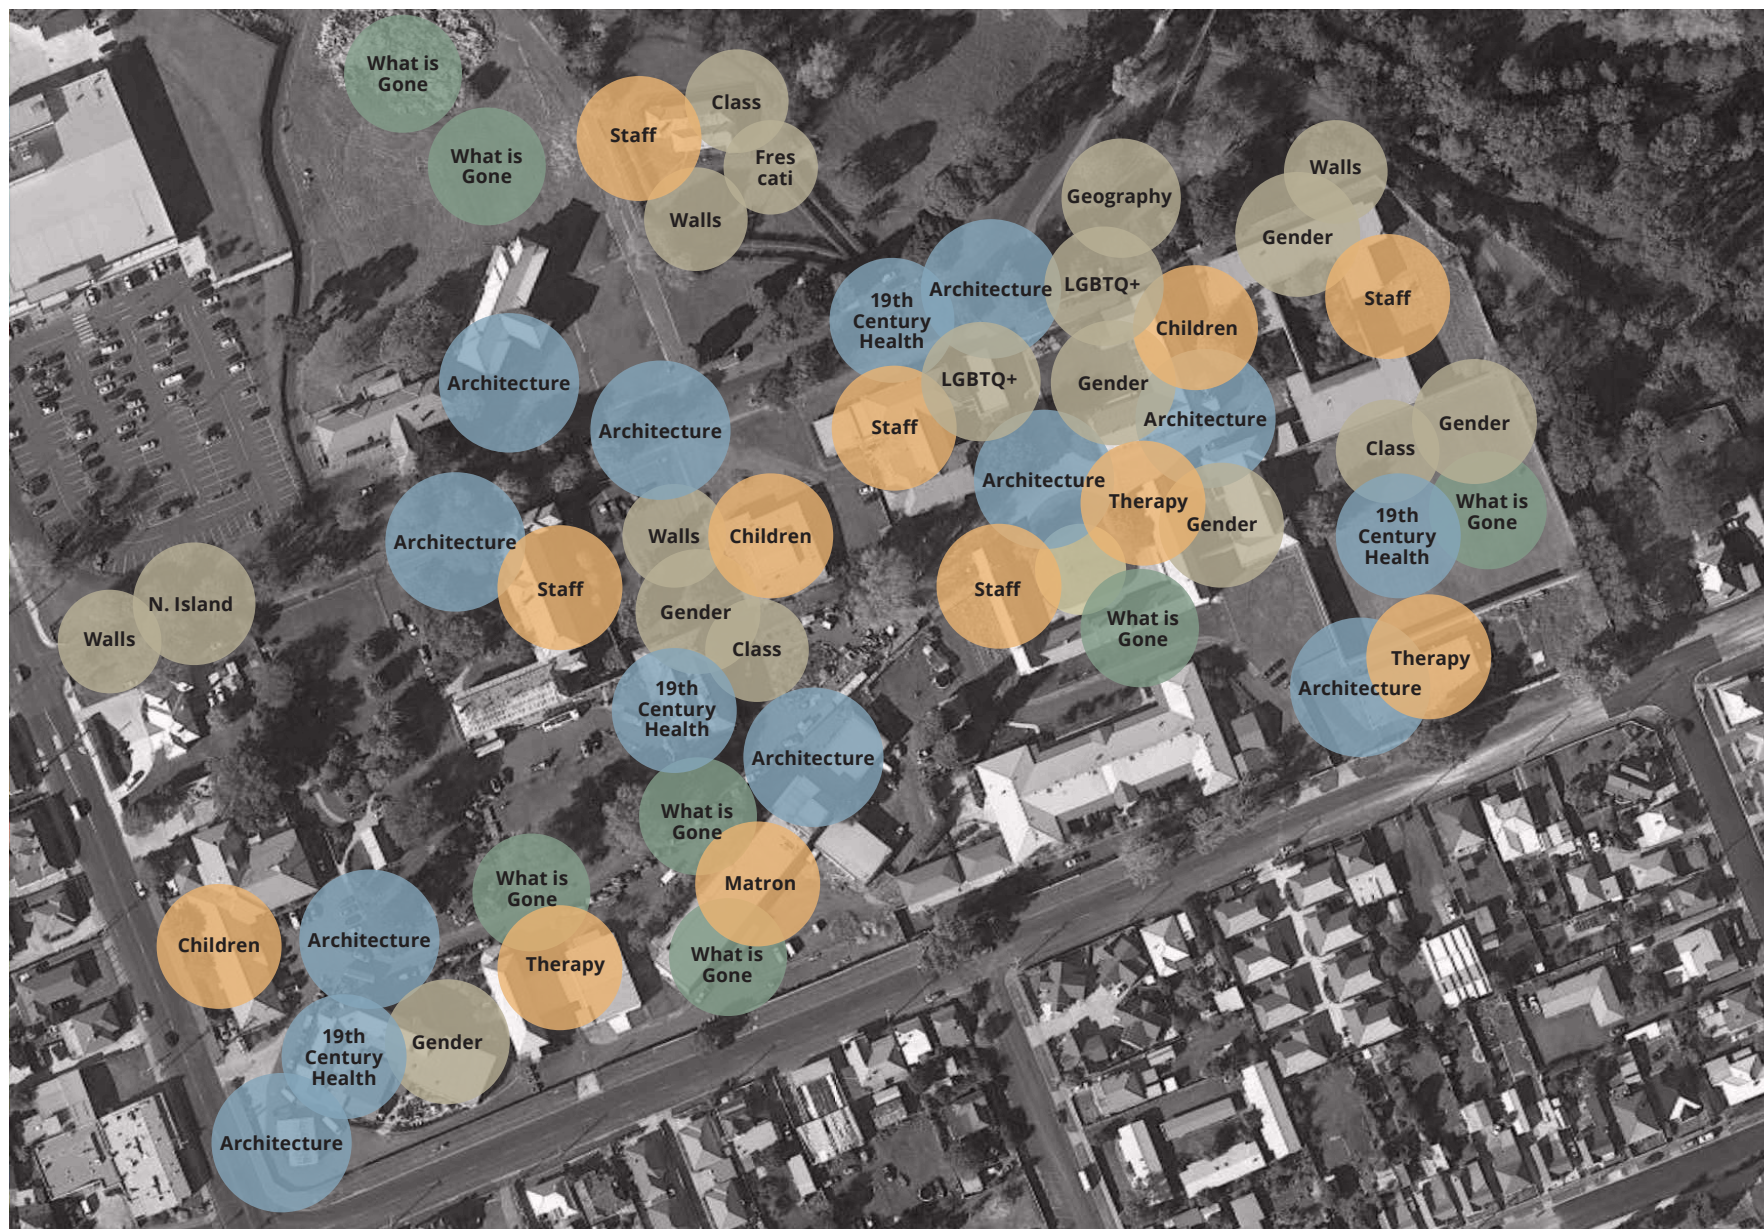 What is
Gone
Class
Staff
What is
Gone
Fres
cati
Walls
Walls
Geography
Gender
LGBTQ+
Architecture
Staff
19th
Century
Health
Children
Architecture
LGBTQ+
Gender
Architecture
Staff
Architecture
Gender
Class
Architecture
Therapy
What is
Gone
Gender
19th
Century
Health
Architecture
Walls
Children
Staff
Staff
N. Island
Walls
Gender
What is
Gone
Class
Therapy
Architecture
19th
Century
Health
Architecture
What is
Gone
What is
Gone
Matron
Children
Architecture
Therapy
What is
Gone
19th
Century
Health
Gender
Architecture